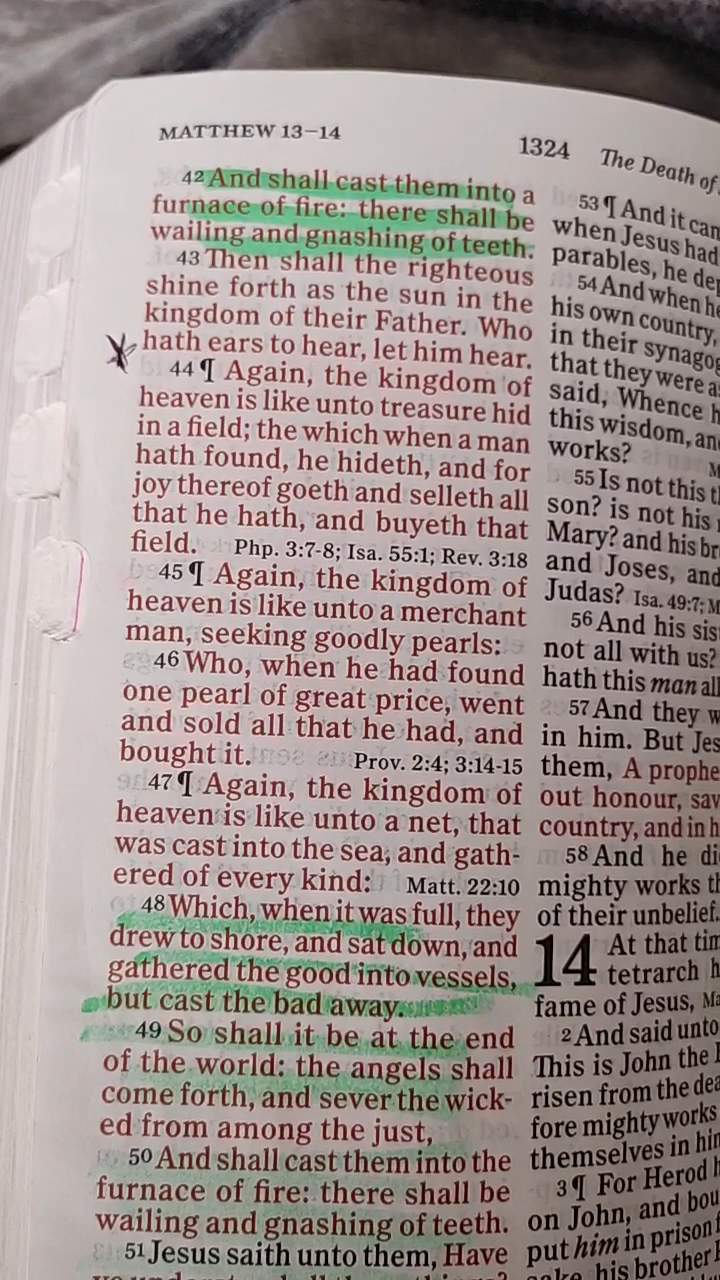 MATTHEW 13–14
1324 The Death of
42 And shall cast them into a
furnace of fire: there shall be
wailing and gnashing of teeth.
43 Then shall the righteous
shine forth as the sun in the
kingdom of their Father. Who
hath ears to hear, let him hear.
44 ¶ Again, the kingdom of
heaven is like unto treasure hid
in a field; the which when a man
hath found, he hideth, and for
joy thereof goeth and selleth all
that he hath, and buyeth that
field. Php. 3:7-8; Isa. 55:1; Rev. 3:18
45 ¶ Again, the kingdom of
heaven is like unto a merchant
man, seeking goodly pearls:
46 Who, when he had found
one pearl of great price, went
and sold all that he had, and
bought it. Prov. 2:4; 3:14-15
47 ¶ Again, the kingdom of
heaven is like unto a net, that
was cast into the sea, and gath-
ered of every kind: Matt. 22:10
48 Which, when it was full, they
drew to shore, and sat down, and
gathered the good into vessels,
but cast the bad away.
49 So shall it be at the end
of the world: the angels shall
come forth, and sever the wick-
ed from among the just,
50 And shall cast them into the
furnace of fire: there shall be
wailing and gnashing of teeth.
51 Jesus saith unto them, Have
53 ¶ And it
when Jesus had
parables, he
54 And when
his own country,
in their
that they were
said, Whence
this wisdom,
works?
55 Is not this
son? is not his
Mary? and his
and Joses, and
Judas? Isa. 49:7;
56 And his
not all with us?
hath this man
57 And they
in him. But
them, A
out honour,
country, and in
58 And he
mighty works
of their unbelief.
14 At that
tetrarch
fame of Jesus,
2 And said unto
This is John the
risen from the
fore mighty works
themselves in
3 ¶ For Herod
on John, and
put him in prison
his brother